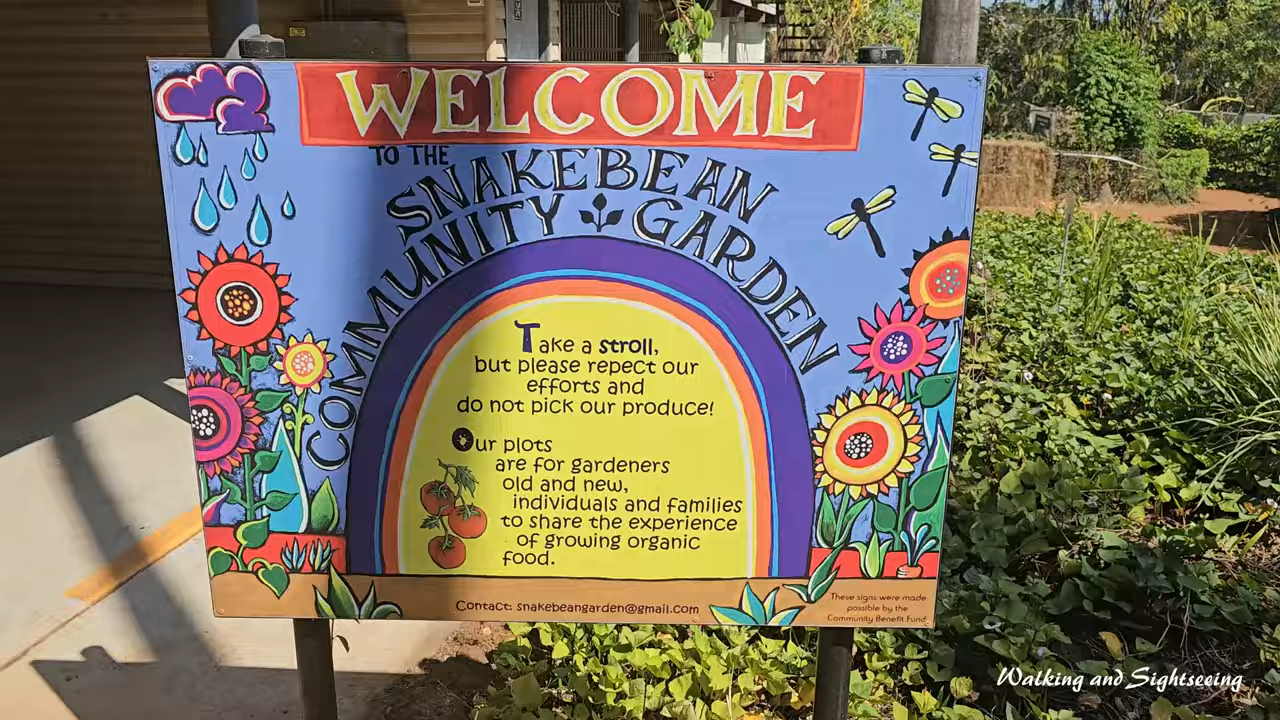 WELCOME
TO THE
SNAKEBEAN
COMMUNITY GARDEN
Take a stroll,
but please repect our
efforts and
do not pick our produce!
Our plots
are for gardeners
old and new,
individuals and families
to share the experience
of growing organic
food.
Contact: snakebeangarden@gmail.com
These signs were made
possible by the
Community Benefit Fund.
Walking and Sightseeing